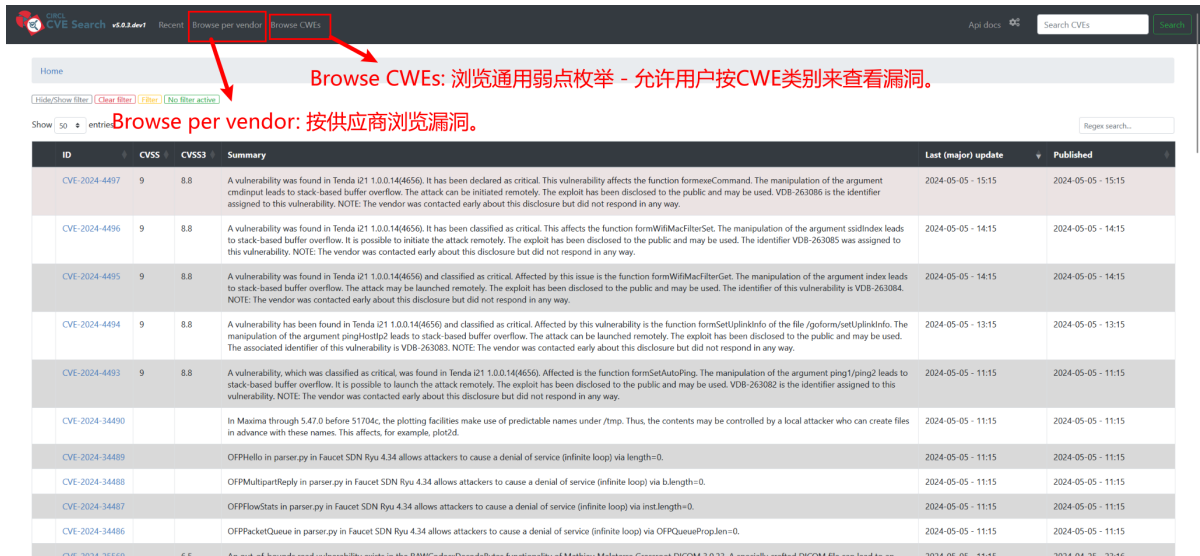 CIRCL
CVE Search v5.0.3.dev1 Recent Browse per vendor Browse CWEs Api docs Search CVEs Search
Home
Browse CWEs: 浏览通用弱点枚举 - 允许用户按CWE类别来查看漏洞。
Hide/Show filter Clear filter Filter No filter active
Show 50 entries
Browse per vendor: 按供应商浏览漏洞。
Regex search...
ID CVSS CVSS3 Summary Last (major) update Published
CVE-2024-4497 9 8.8 A vulnerability was found in Tenda i21 1.0.0.14(4656). It has been declared as critical. This vulnerability affects the function formexeCommand. The manipulation of the argument 2024-05-05 - 15:15 2024-05-05 - 15:15
cmdinput leads to stack-based buffer overflow. The attack can be initiated remotely. The exploit has been disclosed to the public and may be used. VDB-263086 is the identifier
assigned to this vulnerability. NOTE: The vendor was contacted early about this disclosure but did not respond in any way.
CVE-2024-4496 9 8.8 A vulnerability was found in Tenda i21 1.0.0.14(4656). It has been classified as critical. This affects the function formWifiMacFilterSet. The manipulation of the argument ssidIndex leads 2024-05-05 - 14:15 2024-05-05 - 14:15
to stack-based buffer overflow. It is possible to initiate the attack remotely. The exploit has been disclosed to the public and may be used. The identifier VDB-263085 was assigned to
this vulnerability. NOTE: The vendor was contacted early about this disclosure but did not respond in any way.
CVE-2024-4495 9 8.8 A vulnerability was found in Tenda i21 1.0.0.14(4656) and classified as critical. Affected by this issue is the function formWifiMacFilterGet. The manipulation of the argument index leads 2024-05-05 - 14:15 2024-05-05 - 14:15
to stack-based buffer overflow. The attack may be launched remotely. The exploit has been disclosed to the public and may be used. The identifier of this vulnerability is VDB-263084.
NOTE: The vendor was contacted early about this disclosure but did not respond in any way.
CVE-2024-4494 9 8.8 A vulnerability has been found in Tenda i21 1.0.0.14(4656) and classified as critical. Affected by this vulnerability is the function formSetUplinkInfo of the file /goform/setUplinkInfo. The 2024-05-05 - 13:15 2024-05-05 - 13:15
manipulation of the argument pingHostIp2 leads to stack-based buffer overflow. The attack can be launched remotely. The exploit has been disclosed to the public and may be used.
The associated identifier of this vulnerability is VDB-263083. NOTE: The vendor was contacted early about this disclosure but did not respond in any way.
CVE-2024-4493 9 8.8 A vulnerability, which was classified as critical, was found in Tenda i21 1.0.0.14(4656). Affected is the function formSetAutoPing. The manipulation of the argument ping1/ping2 leads to 2024-05-05 - 11:15 2024-05-05 - 11:15
stack-based buffer overflow. It is possible to launch the attack remotely. The exploit has been disclosed to the public and may be used. VDB-263082 is the identifier assigned to this
vulnerability. NOTE: The vendor was contacted early about this disclosure but did not respond in any way.
CVE-2024-34490 In Maxima through 5.47.0 before 51704c, the plotting facilities make use of predictable names under /tmp. Thus, the contents may be controlled by a local attacker who can create files 2024-05-05 - 11:15 2024-05-05 - 11:15
in advance with these names. This affects, for example, plot2d.
CVE-2024-34489 OFPHello in parser.py in Faucet SDN Ryu 4.34 allows attackers to cause a denial of service (infinite loop) via length=0. 2024-05-05 - 11:15 2024-05-05 - 11:15
CVE-2024-34488 OFPMultipartReply in parser.py in Faucet SDN Ryu 4.34 allows attackers to cause a denial of service (infinite loop) via b.length=0. 2024-05-05 - 11:15 2024-05-05 - 11:15
CVE-2024-34487 OFPFlowStats in parser.py in Faucet SDN Ryu 4.34 allows attackers to cause a denial of service (infinite loop) via inst.length=0. 2024-05-05 - 11:15 2024-05-05 - 11:15
CVE-2024-34486 OFPPacketQueue in parser.py in Faucet SDN Ryu 4.34 allows attackers to cause a denial of service (infinite loop) via OFPQueueProp.len=0. 2024-05-05 - 11:15 2024-05-05 - 11:15